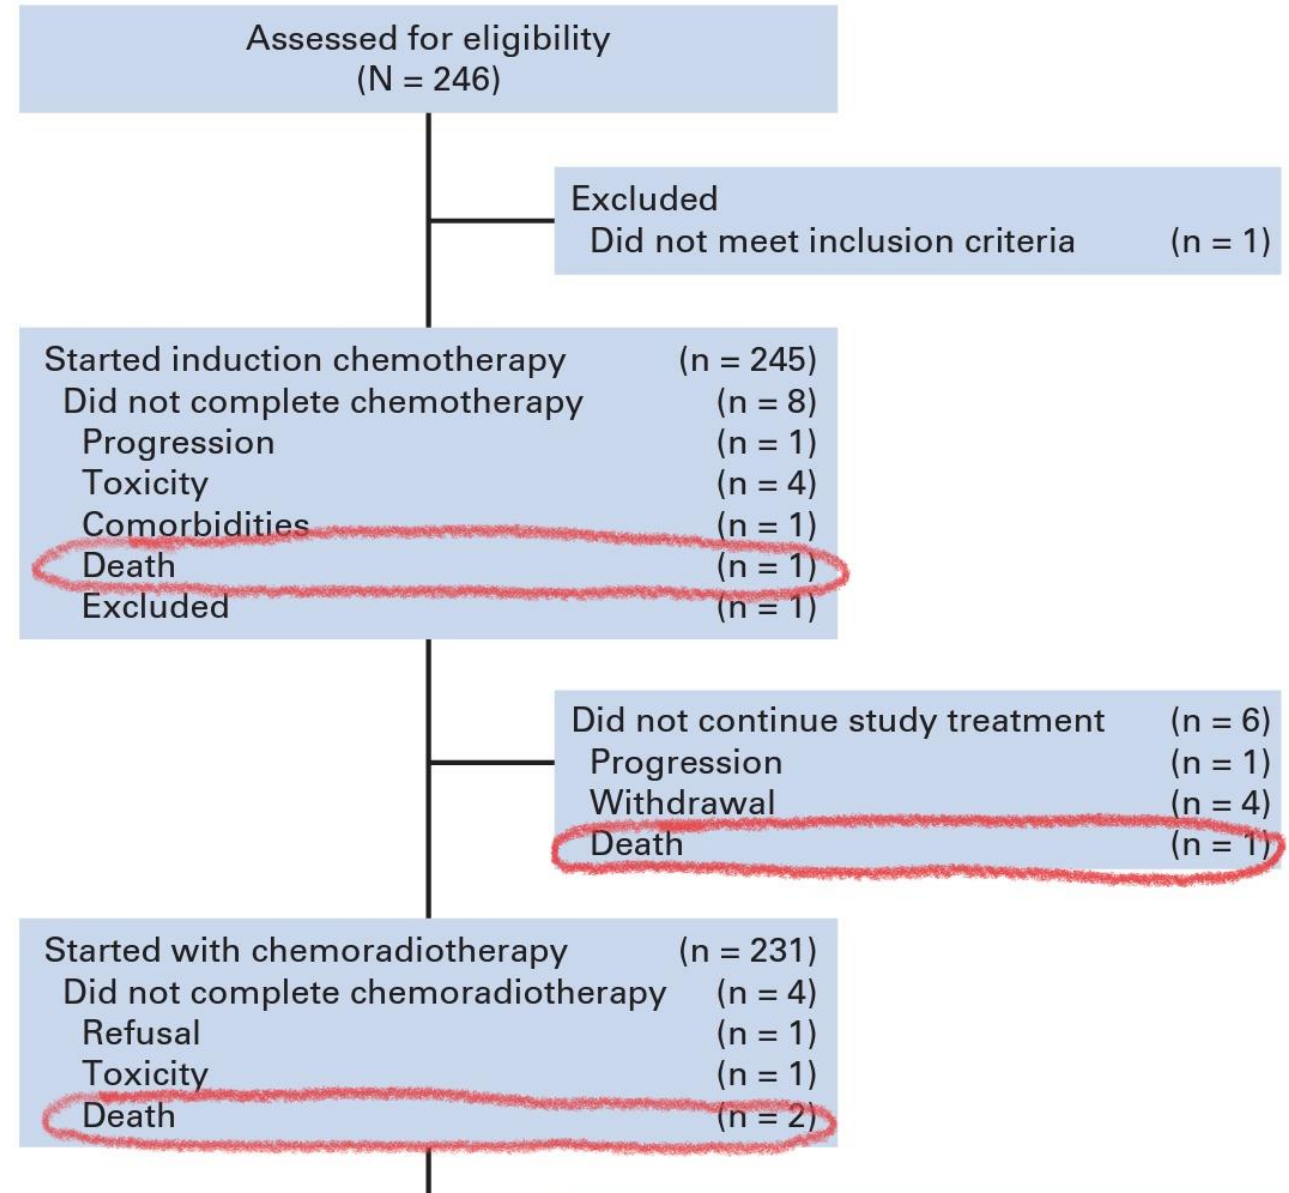 Assessed for eligibility
(N = 246)
Excluded
Did not meet inclusion criteria (n = 1)
Started induction chemotherapy (n = 245)
Did not complete chemotherapy (n = 8)
Progression (n = 1)
Toxicity (n = 4)
Comorbidities (n = 1)
Death (n = 1)
Excluded (n = 1)
Did not continue study treatment (n = 6)
Progression (n = 1)
Withdrawal (n = 4)
Death (n = 1)
Started with chemoradiotherapy (n = 231)
Did not complete chemoradiotherapy (n = 4)
Refusal (n = 1)
Toxicity (n = 1)
Death (n = 2)